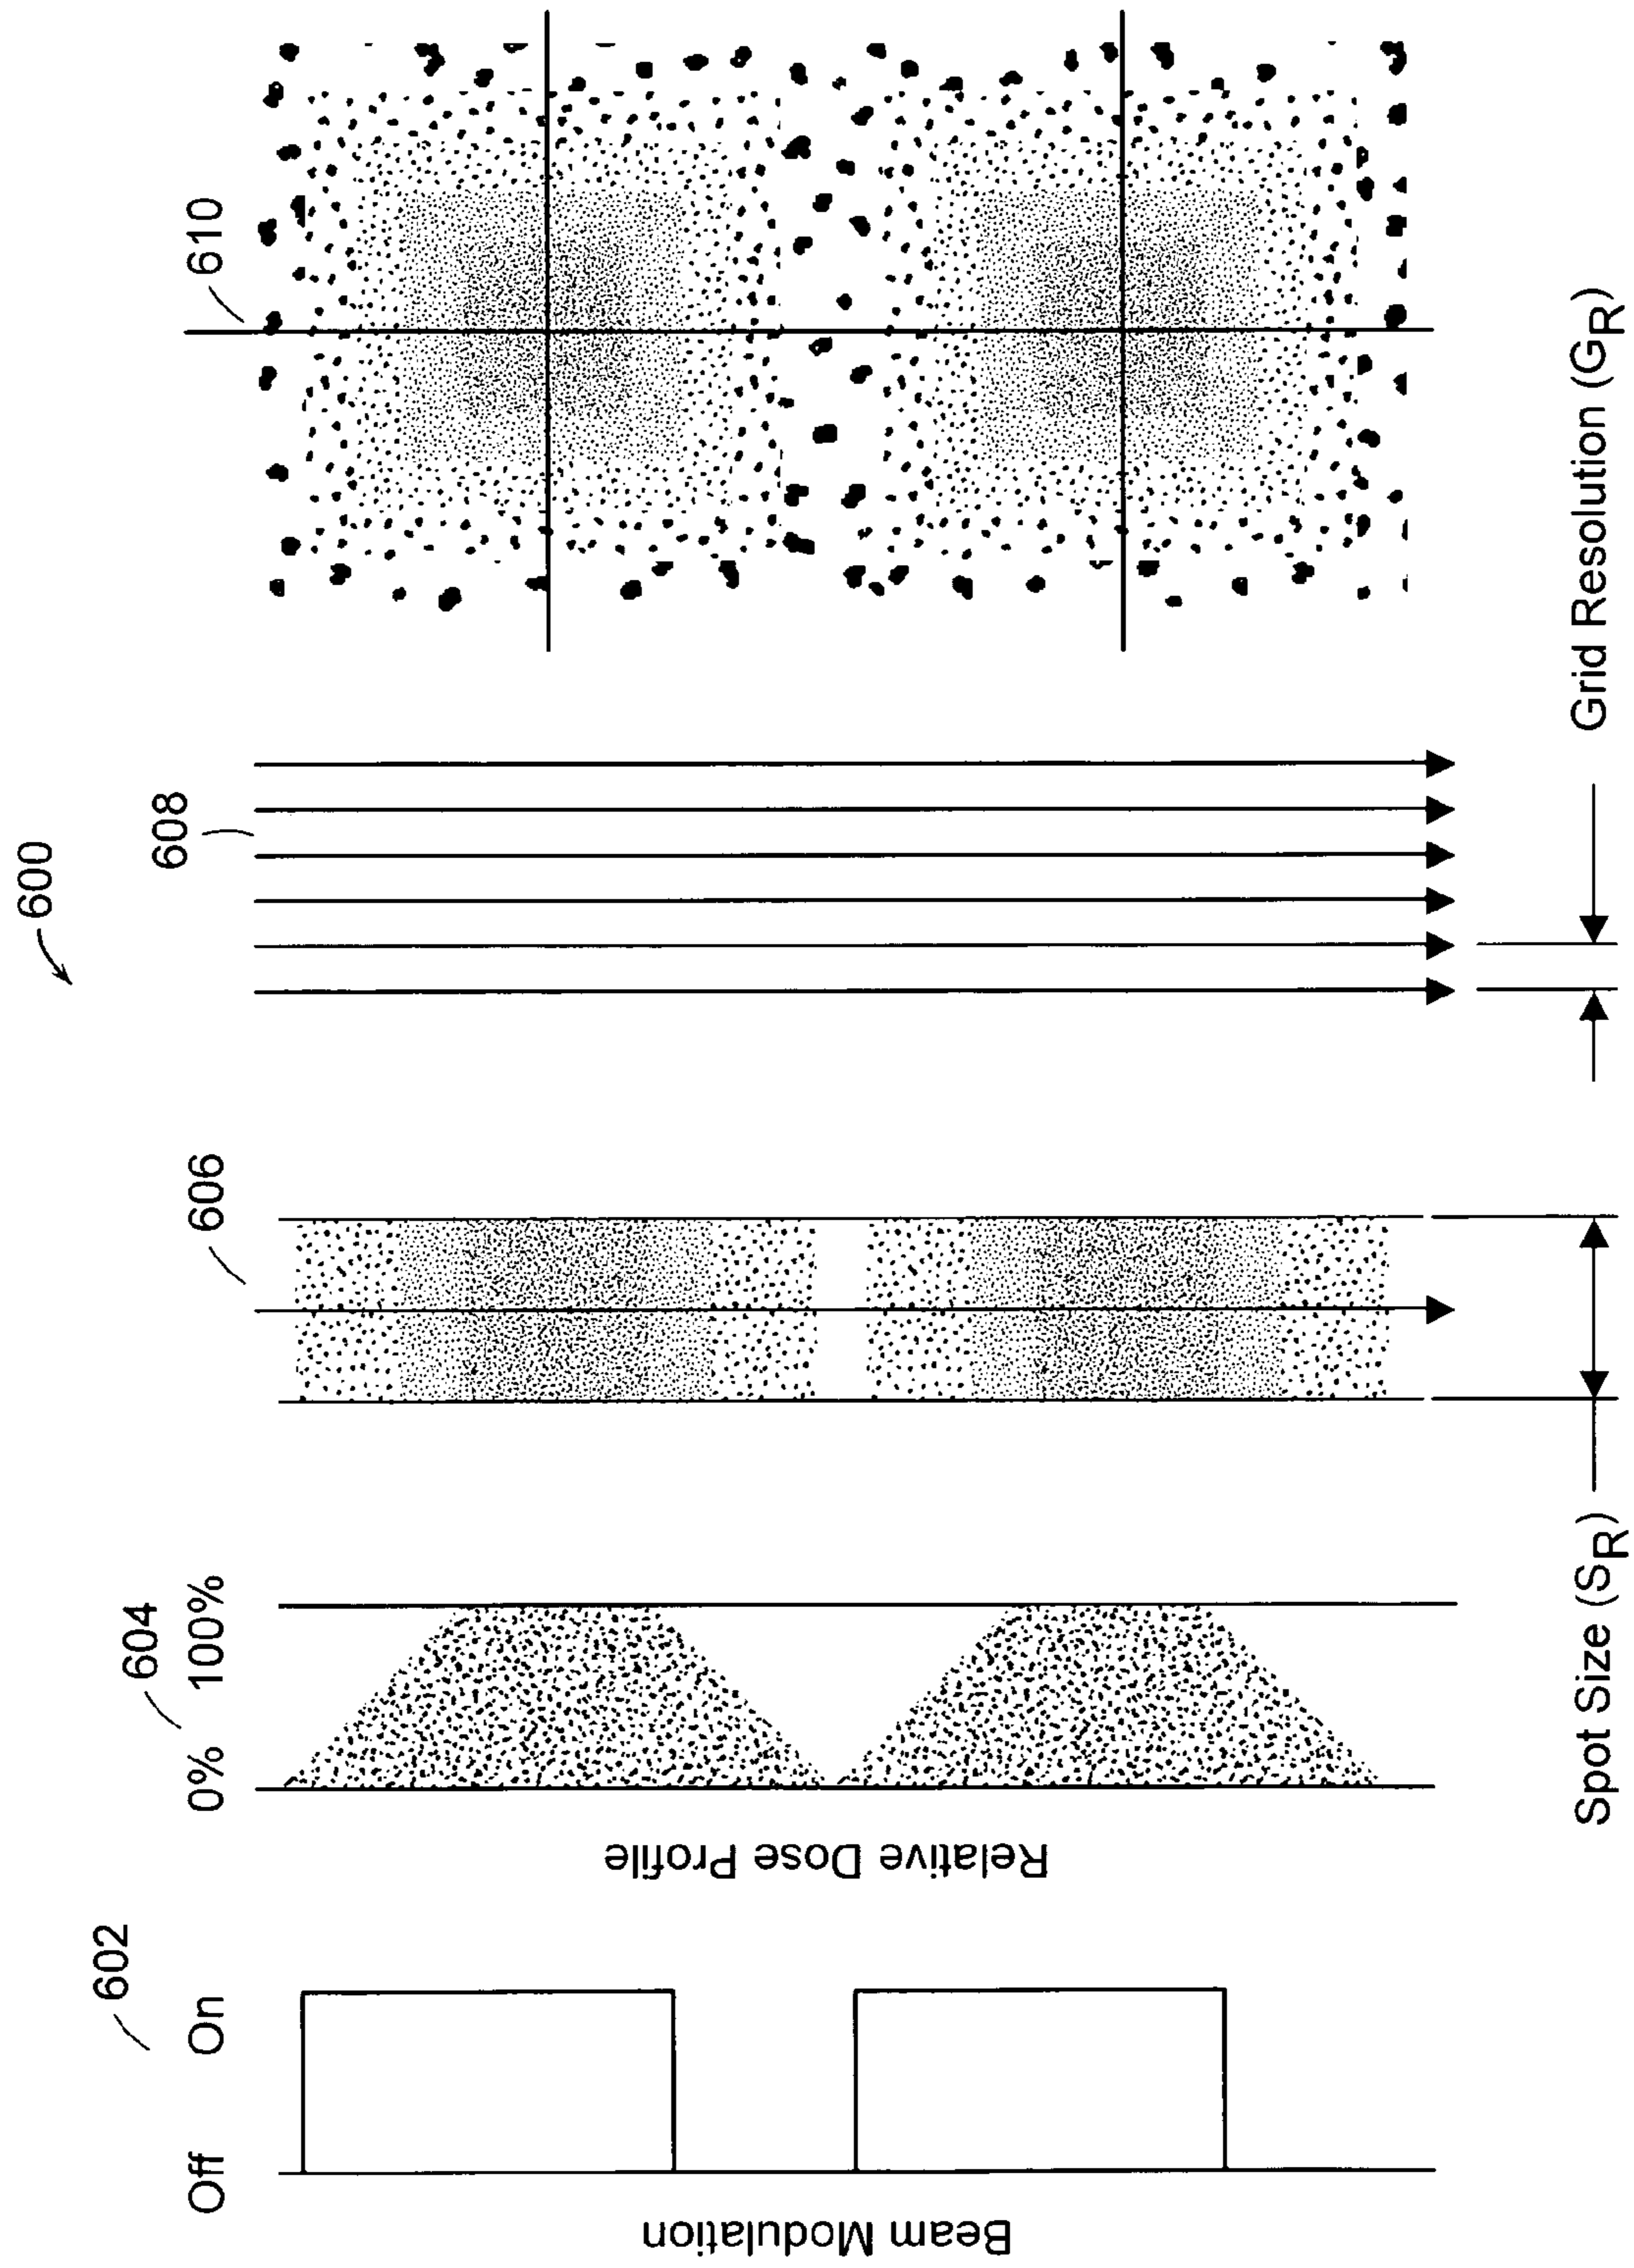 600
602
604
606
608
610
Off On
0% 100%
Beam Modulation
Relative Dose Profile
Spot Size (SR)
Grid Resolution (GR)